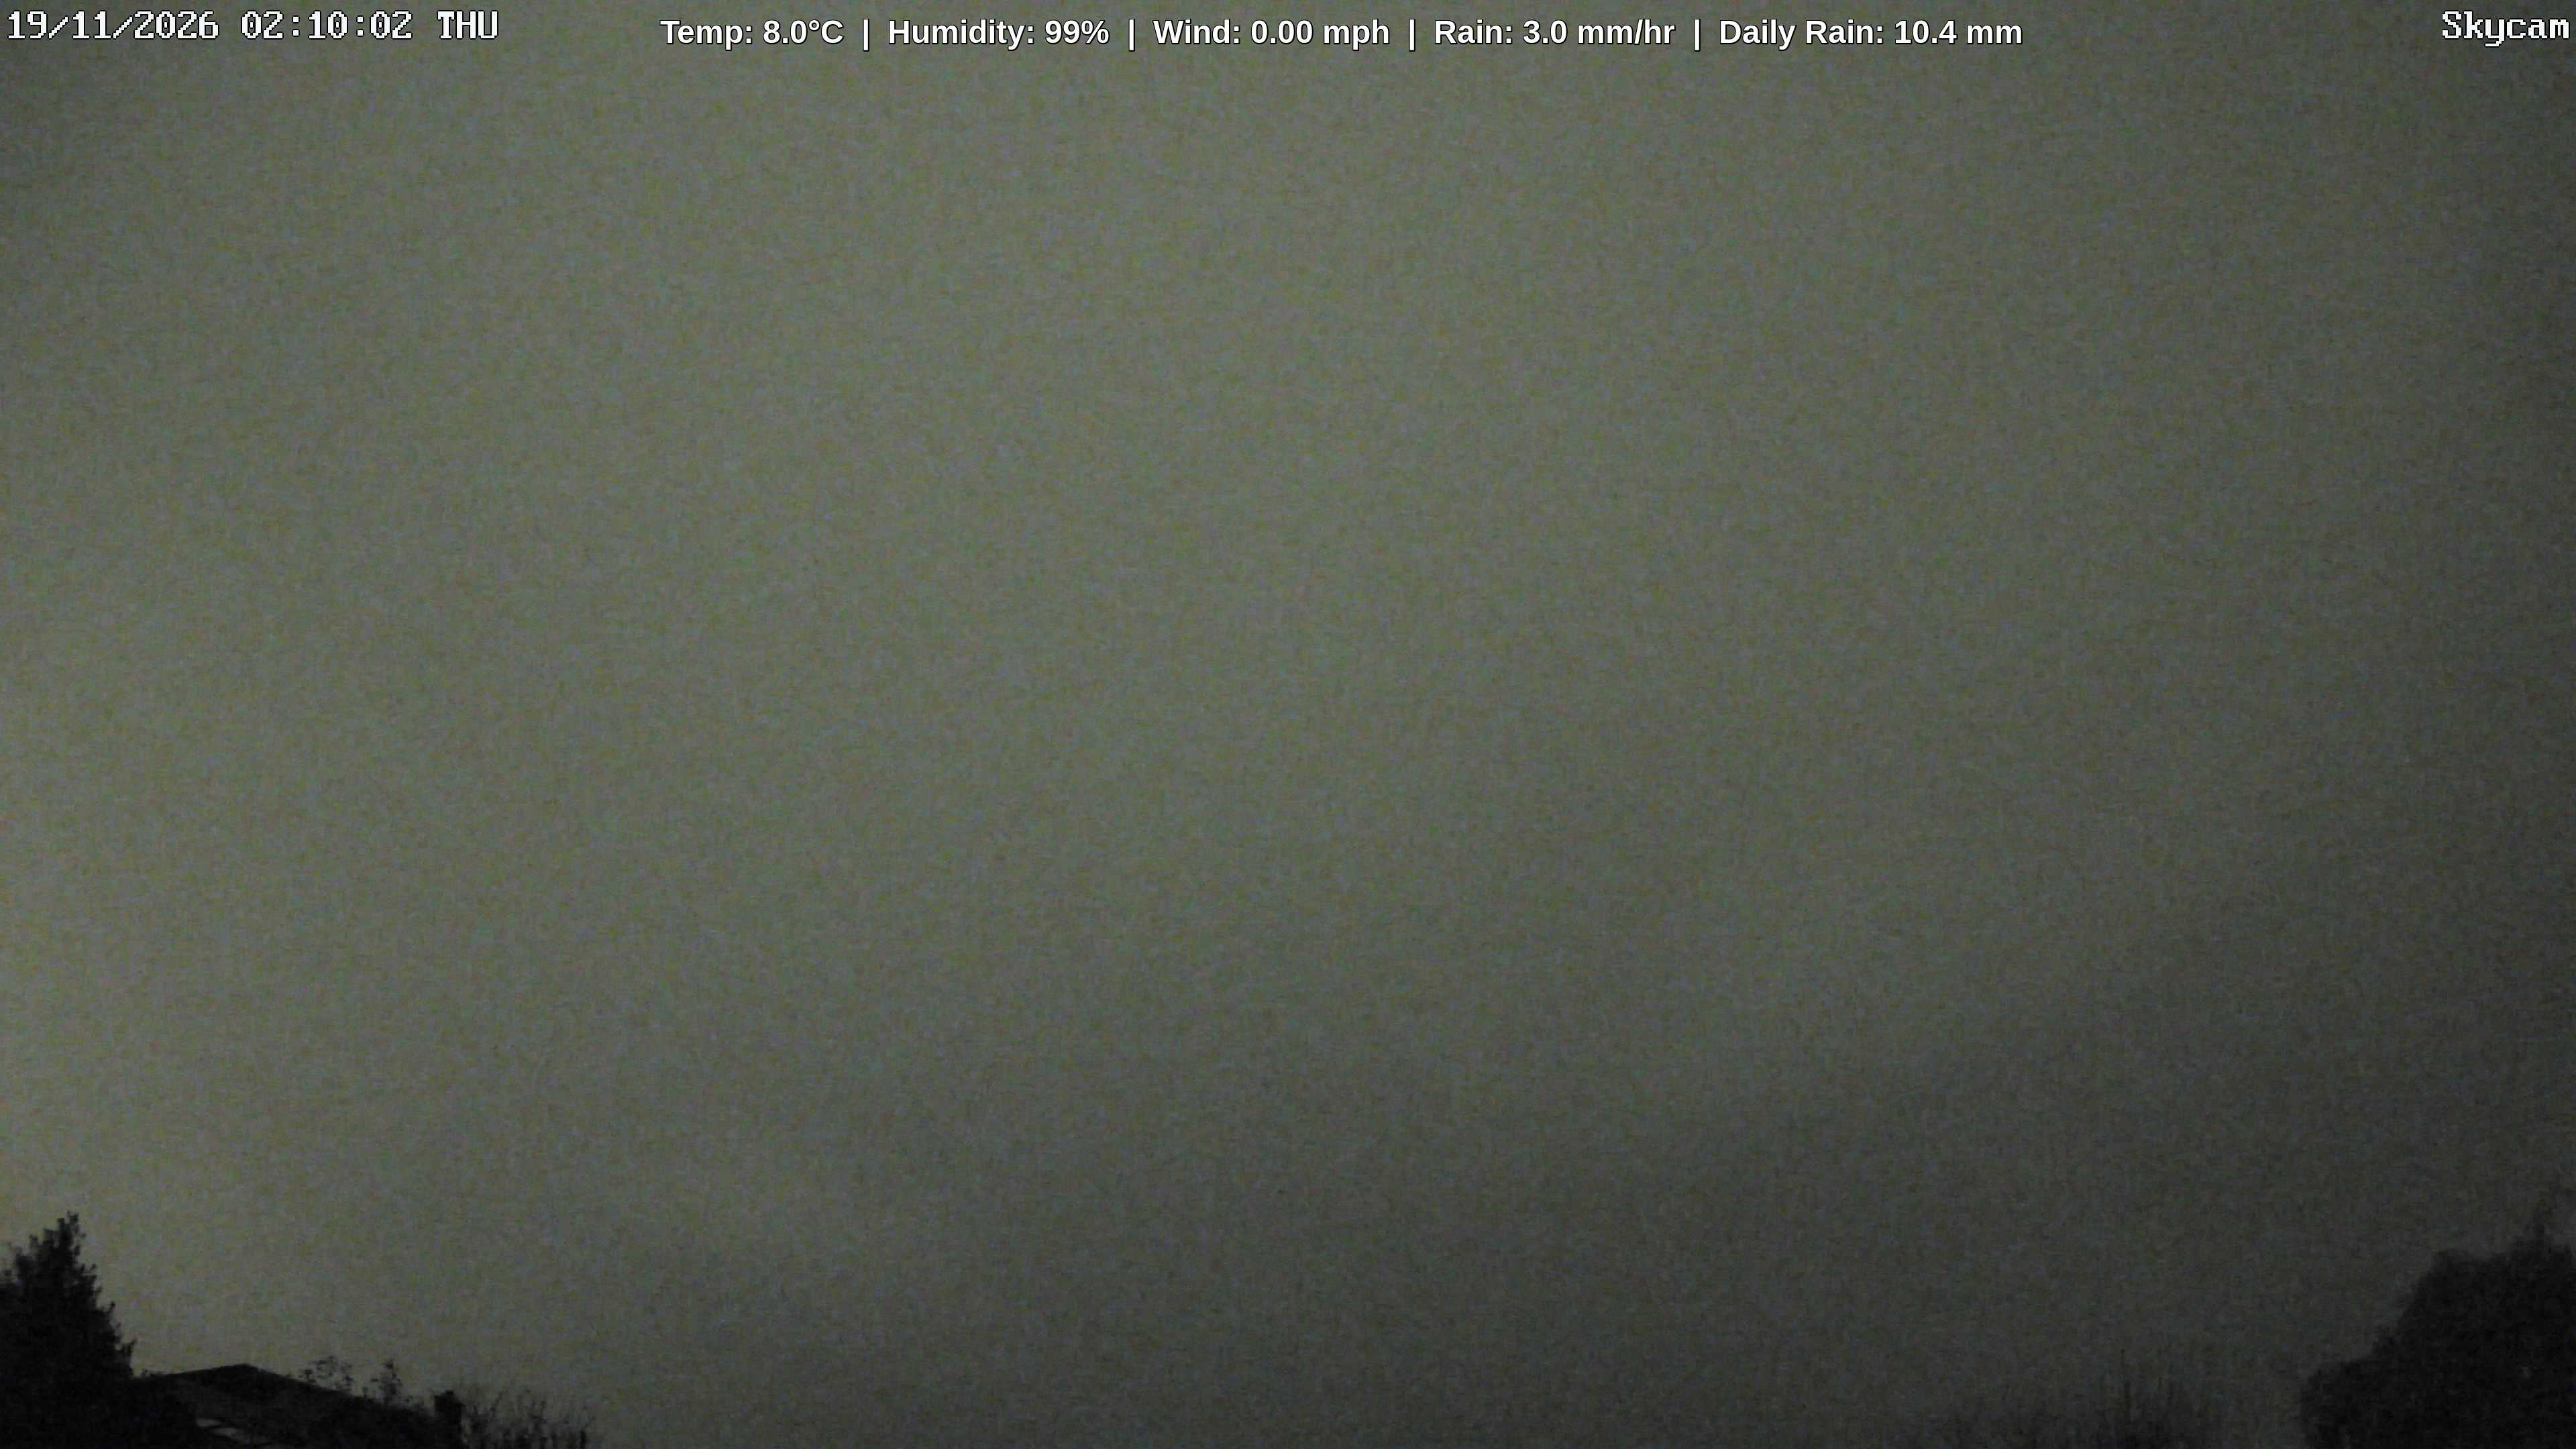 19/11/2026 02:10:02 THU
Temp: 8.0°C | Humidity: 99% | Wind: 0.00 mph | Rain: 3.0 mm/hr | Daily Rain: 10.4 mm
Skycam